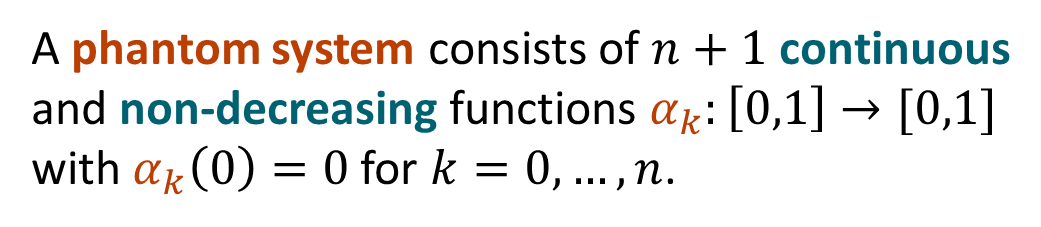 A phantom system consists of 𝑛 + 1 continuous
and non-decreasing functions 𝛼ₖ: [0,1] → [0,1]
with 𝛼ₖ(0) = 0 for 𝑘 = 0, … , 𝑛.